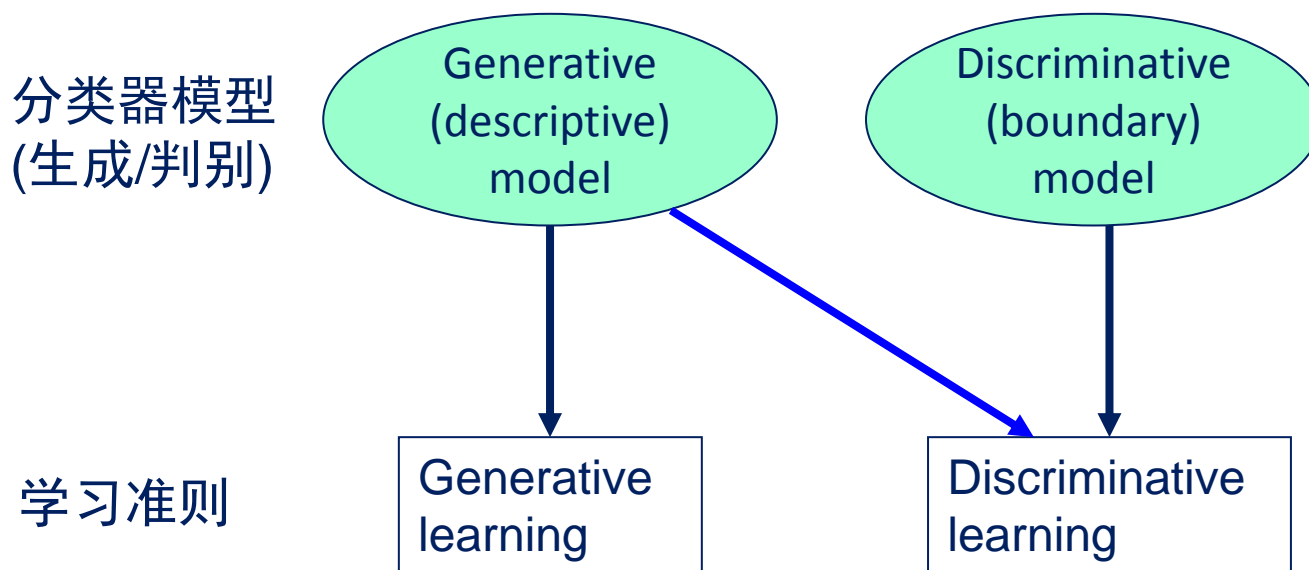 分类器模型
(生成/判别)
Generative
(descriptive)
model
Discriminative
(boundary)
model
学习准则
Generative
learning
Discriminative
learning